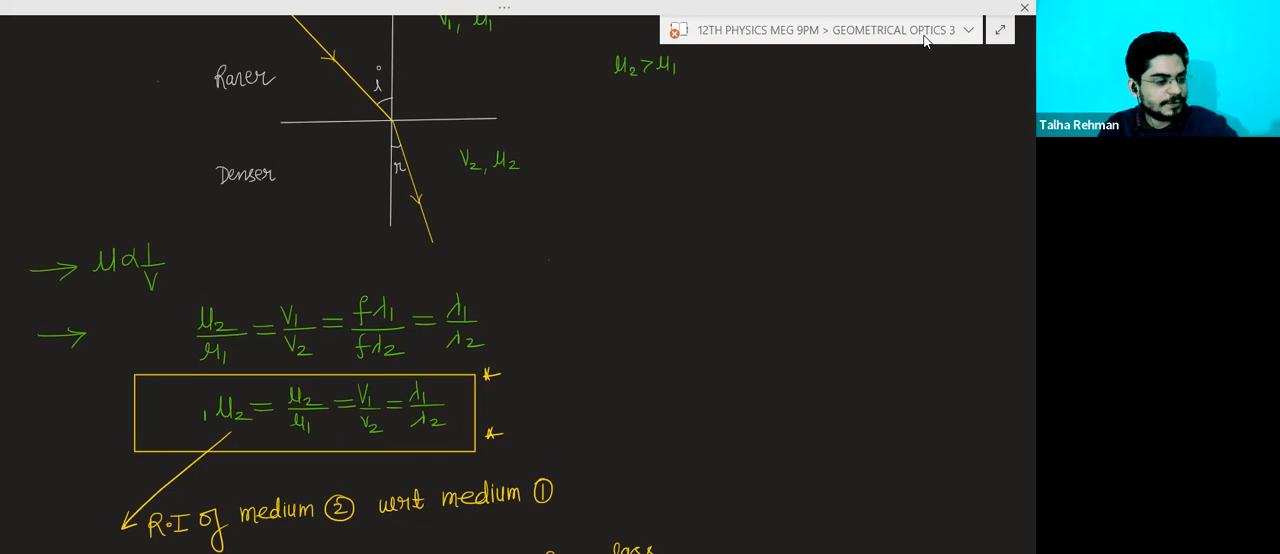 12TH PHYSICS MEG 9PM > GEOMETRICAL OPTICS 3
V₁, μ₁
μ₂ > μ₁
Rarer
i
Talha Rehman
Denser
r
V₂, μ₂
→ μ ∝ 1/V
→ μ₂/μ₁ = V₁/V₂ = fλ₁/fλ₂ = λ₁/λ₂
₁μ₂ = μ₂/μ₁ = V₁/V₂ = λ₁/λ₂
R.I of medium ② wrt medium ①